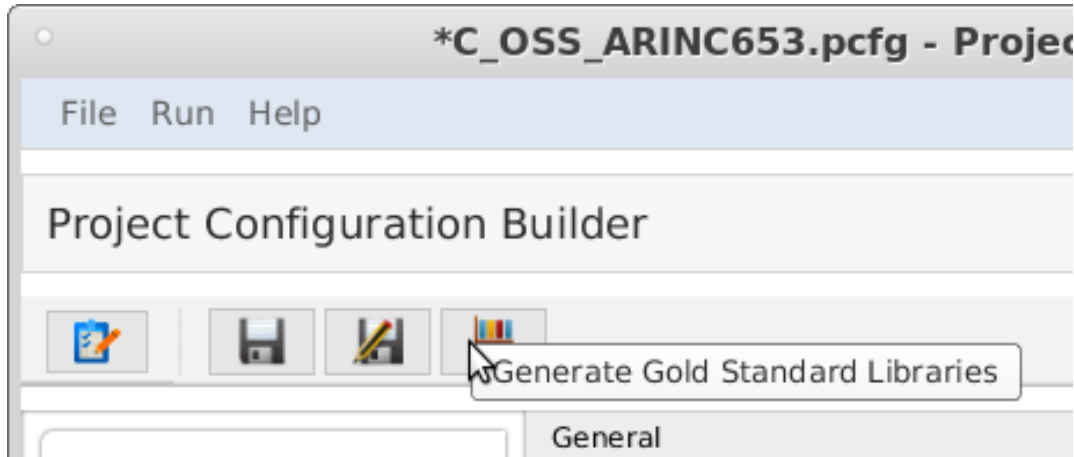 *C_OSS_ARINC653.pcfg - Projec
File Run Help
Project Configuration Builder
Generate Gold Standard Libraries
General